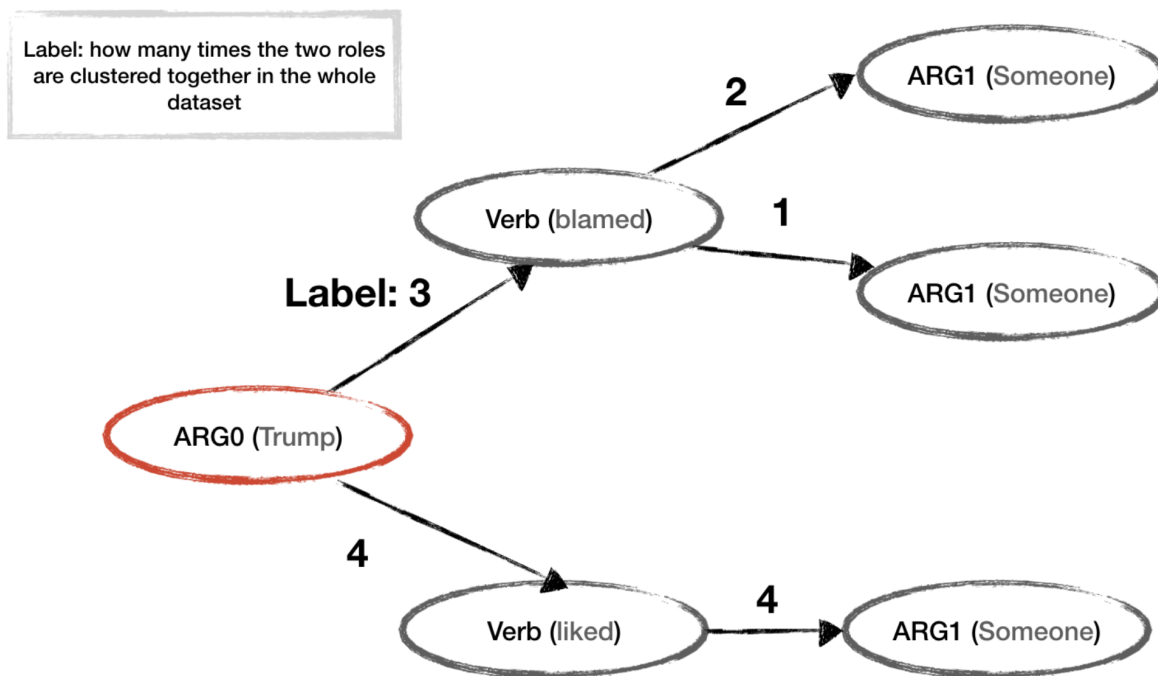 Label: how many times the two roles
are clustered together in the whole
dataset
2
ARG1 (Someone)
Verb (blamed)
1
ARG1 (Someone)
Label: 3
ARG0 (Trump)
4
Verb (liked)
4
ARG1 (Someone)